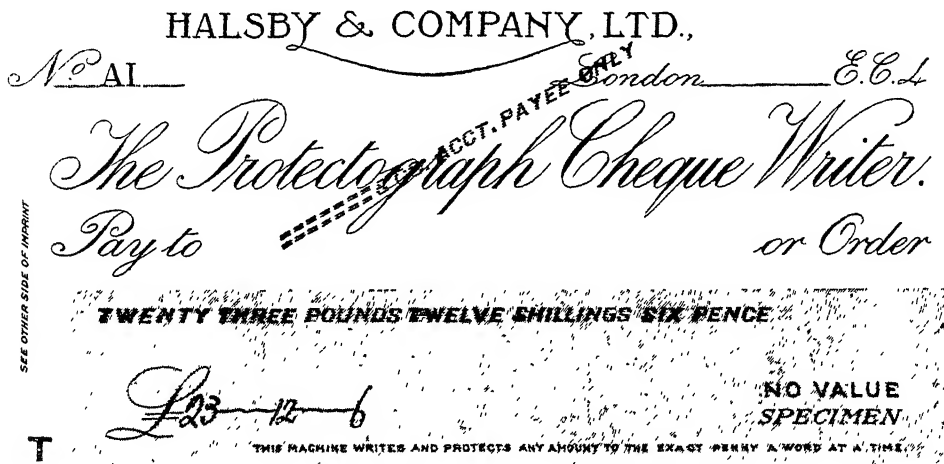 HALSBY & COMPANY, LTD.,
No AI London E.C.4
ACCT. PAYEE ONLY
The Protectograph Cheque Writer.
Pay to or Order
SEE OTHER SIDE OF IMPRINT
TWENTY THREE POUNDS TWELVE SHILLINGS SIX PENCE
£23-12-6
NO VALUE
SPECIMEN
THIS MACHINE WRITES AND PROTECTS ANY AMOUNT TO THE EXACT PENNY A WORD AT A TIME.
T